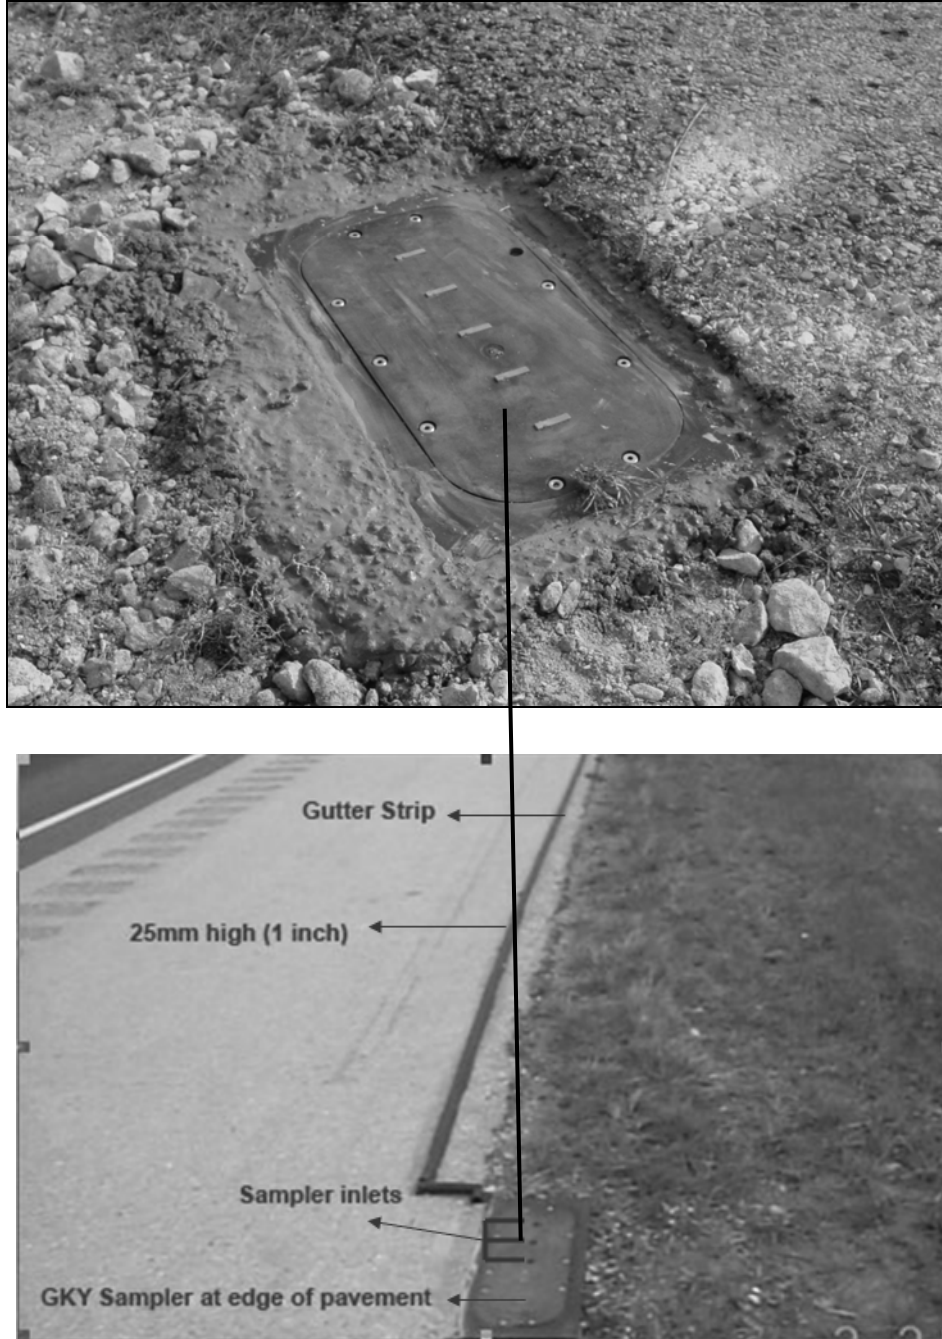 Gutter Strip
25mm high (1 inch)
Sampler inlets
GKY Sampler at edge of pavement